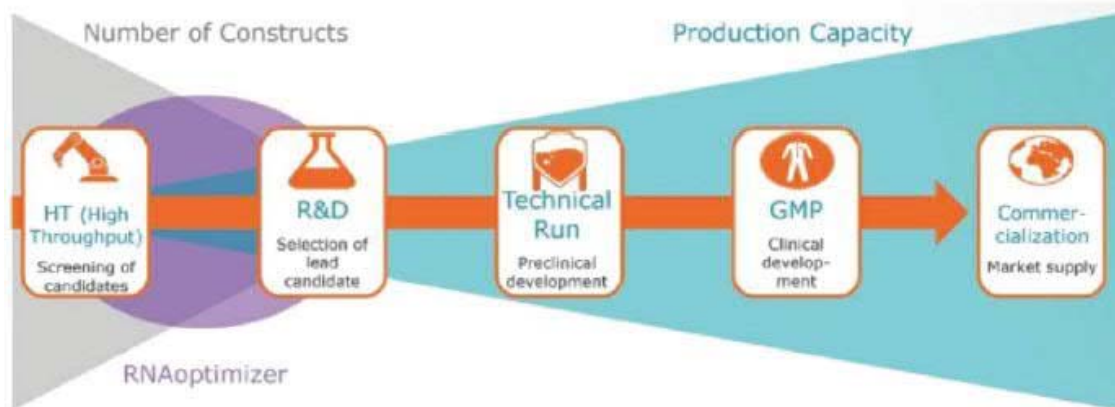 Number of Constructs
Production Capacity
HT (High
Throughput)
Screening of
candidates
R&D
Selection of
lead
candidate
Technical
Run
Preclinical
development
GMP
Clinical
develop-
ment
Commer-
cialization
Market supply
RNAoptimizer